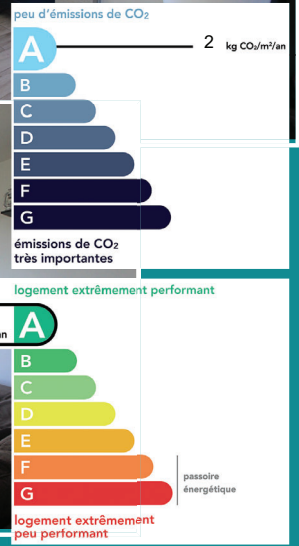 peu d'émissions de CO₂
A 2 kg CO₂/m²/an
B
C
D
E
F
G
émissions de CO₂
très importantes
logement extrêmement performant
an A
B
C
D
E
F
G
passoire
énergétique
logement extrêmement
peu performant